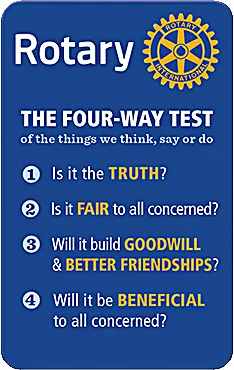 Rotary
ROTARY
INTERNATIONAL
THE FOUR-WAY TEST
of the things we think, say or do
1 Is it the TRUTH?
2 Is it FAIR to all concerned?
3 Will it build GOODWILL
& BETTER FRIENDSHIPS?
4 Will it be BENEFICIAL
to all concerned?